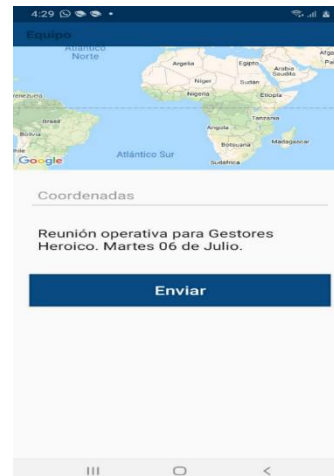 4:29
Equipo
Atlántico
Norte
Argelia
Egipto
Arabia
Saudita
Níger
Sudán
Nigeria
Etiopía
Brasil
Tanzania
Angola
Bolivia
Botsuana
Madagascar
Google
Atlántico Sur
Sudáfrica
Coordenadas
Reunión operativa para Gestores
Heroico. Martes 06 de Julio.
Enviar